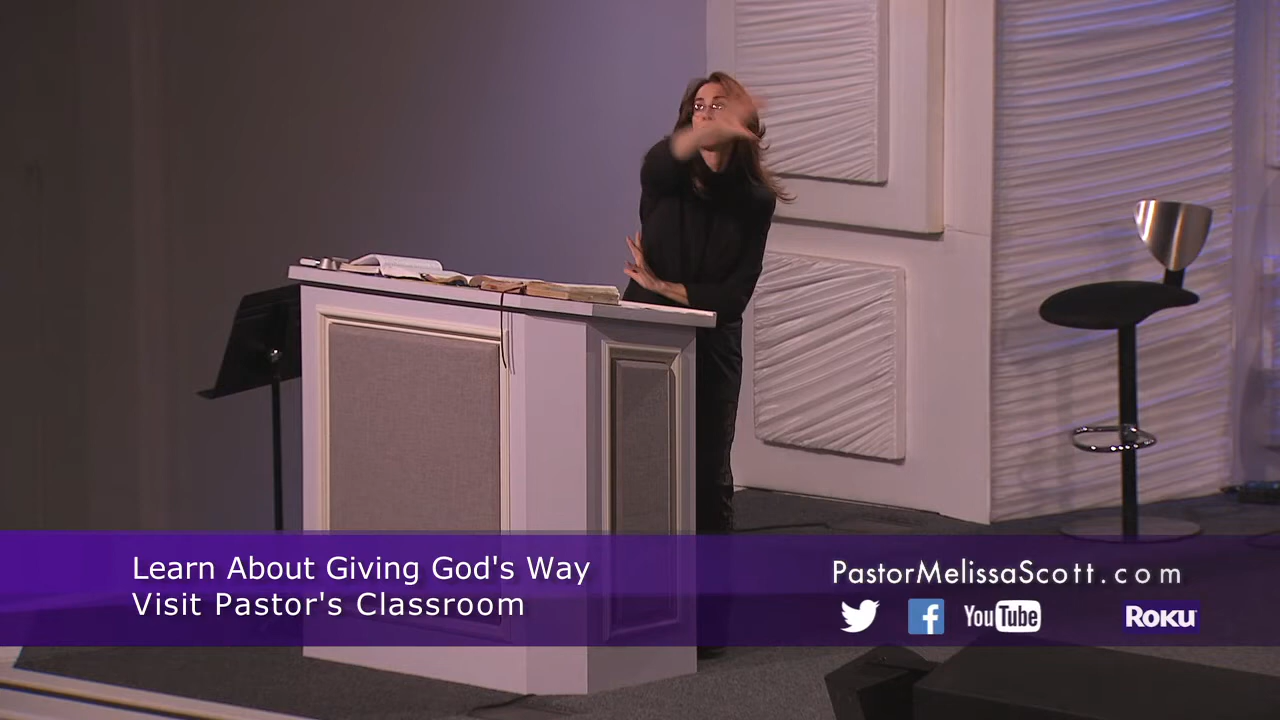 Learn About Giving God's Way
Visit Pastor's Classroom
PastorMelissaScott.com
YouTube
ROKU